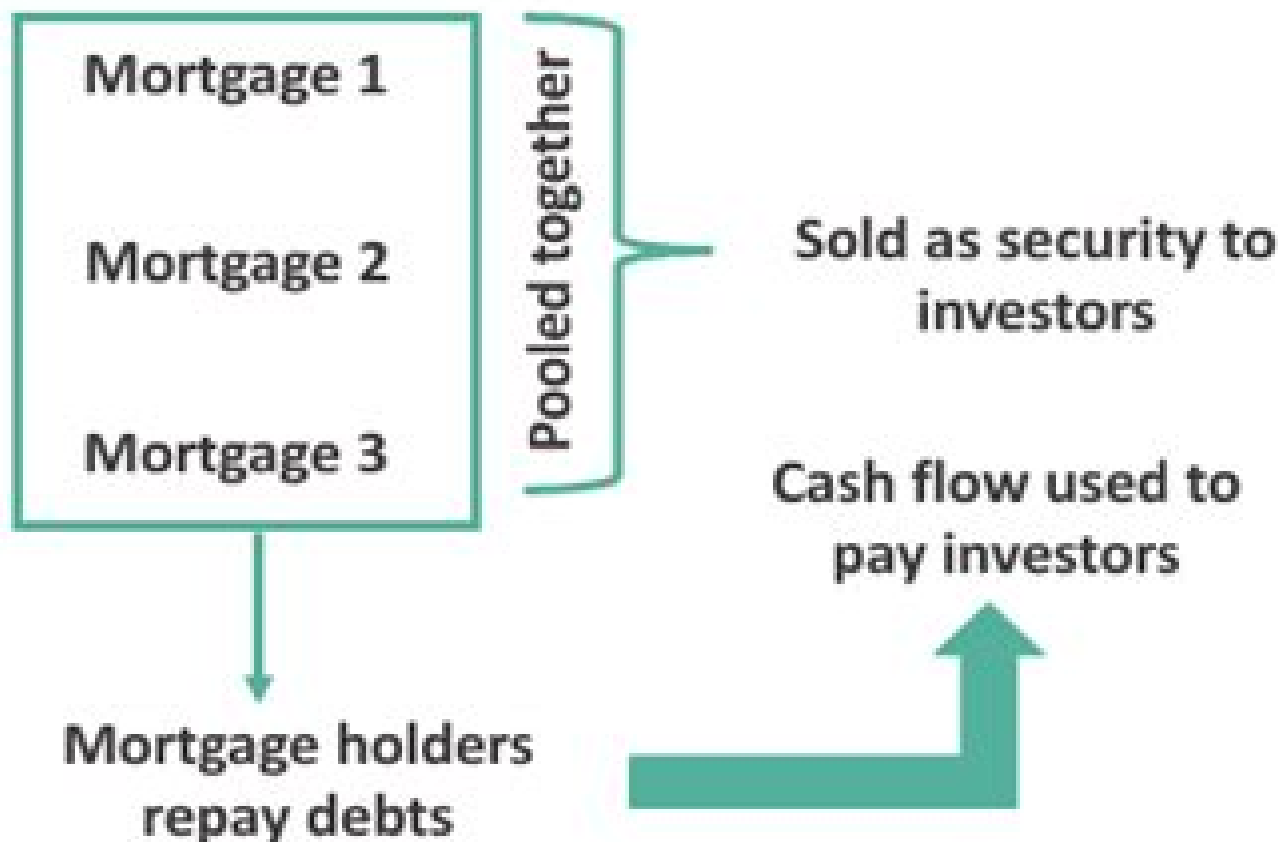 Mortgage 1
Mortgage 2
Mortgage 3
Pooled together
Sold as security to
investors
Cash flow used to
pay investors
Mortgage holders
repay debts